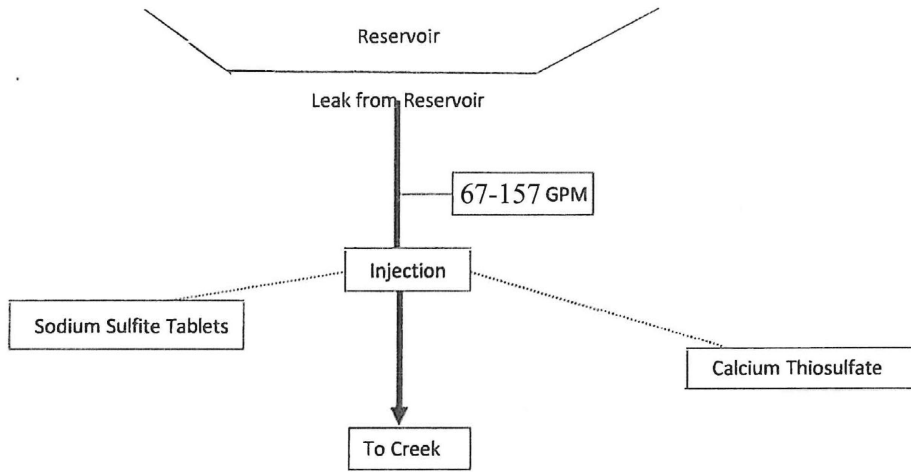 Reservoir
Leak from Reservoir
67-157 GPM
Injection
Sodium Sulfite Tablets
Calcium Thiosulfate
To Creek